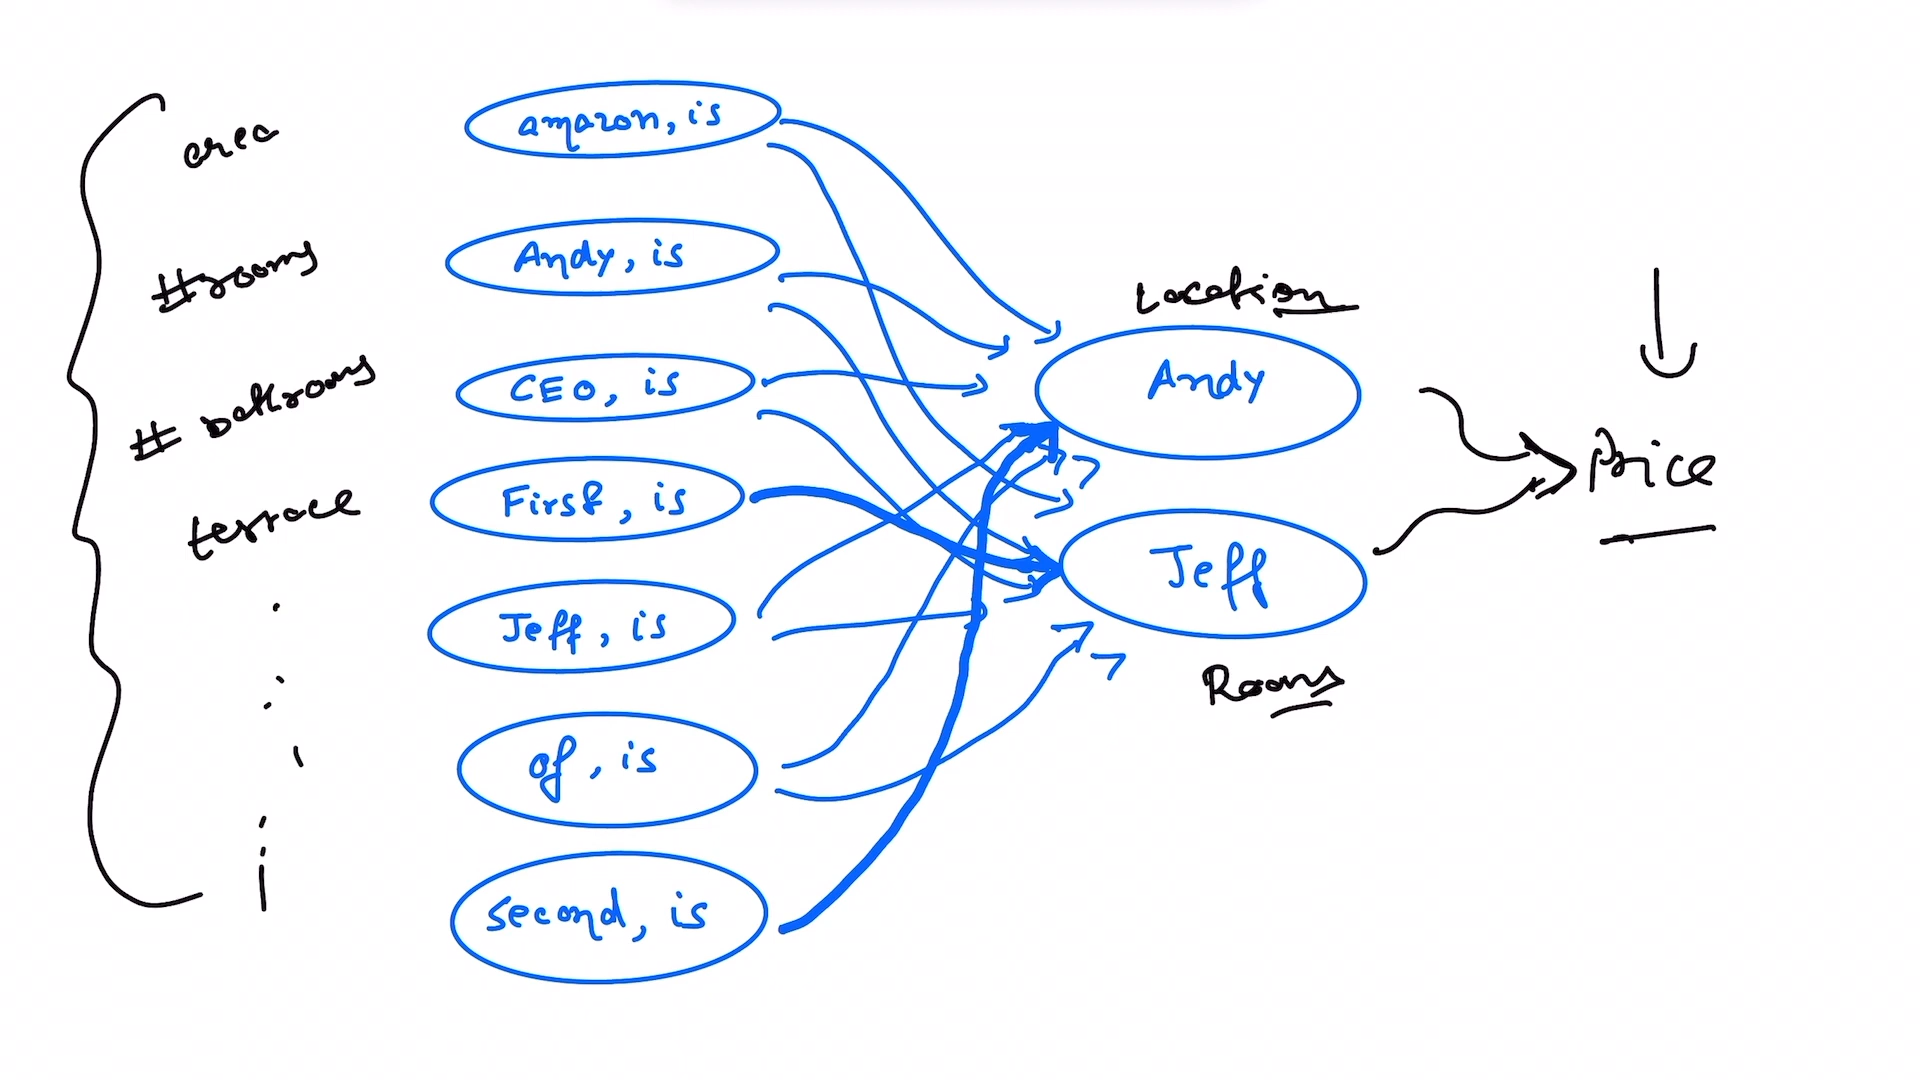 area
#rooms
# bathrooms
terrace
amazon, is
Andy, is
CEO, is
First, is
Jeff, is
of, is
second, is
Location
Andy
Jeff
Rooms
Price